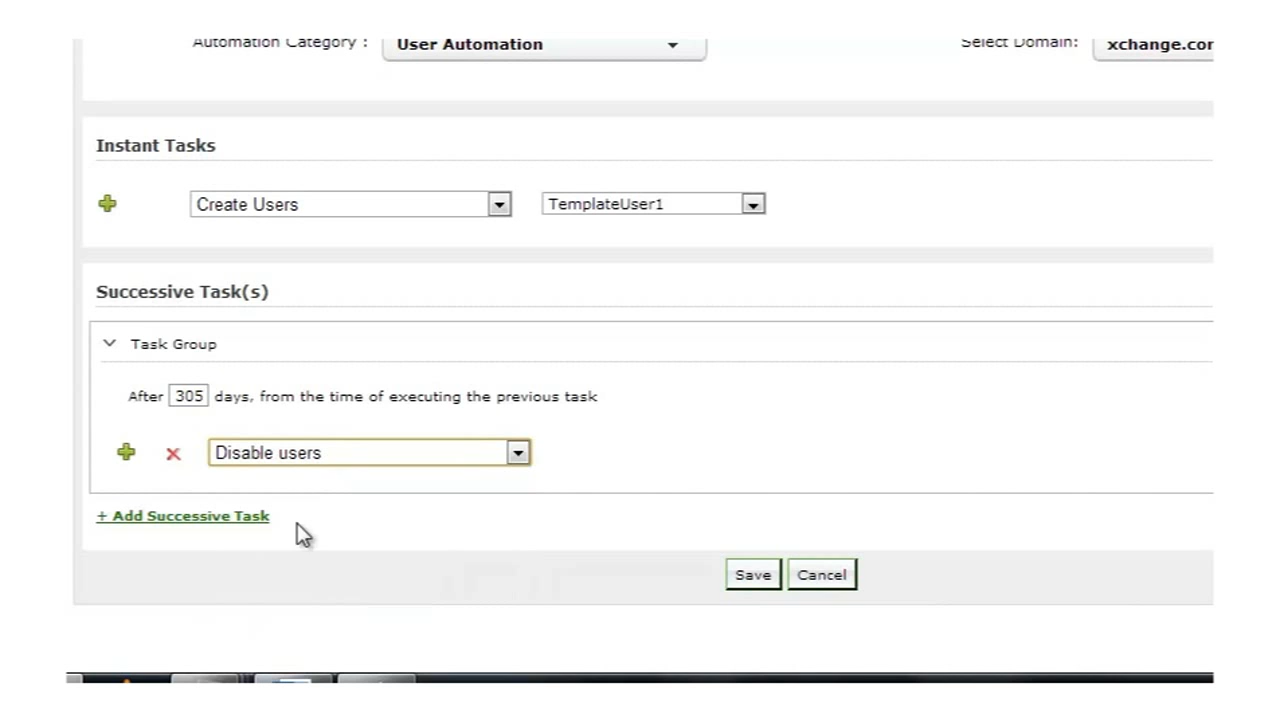 Automation Category : User Automation Select Domain: xchange.cor
Instant Tasks
Create Users TemplateUser1
Successive Task(s)
Task Group
After 305 days, from the time of executing the previous task
Disable users
+ Add Successive Task
Save Cancel